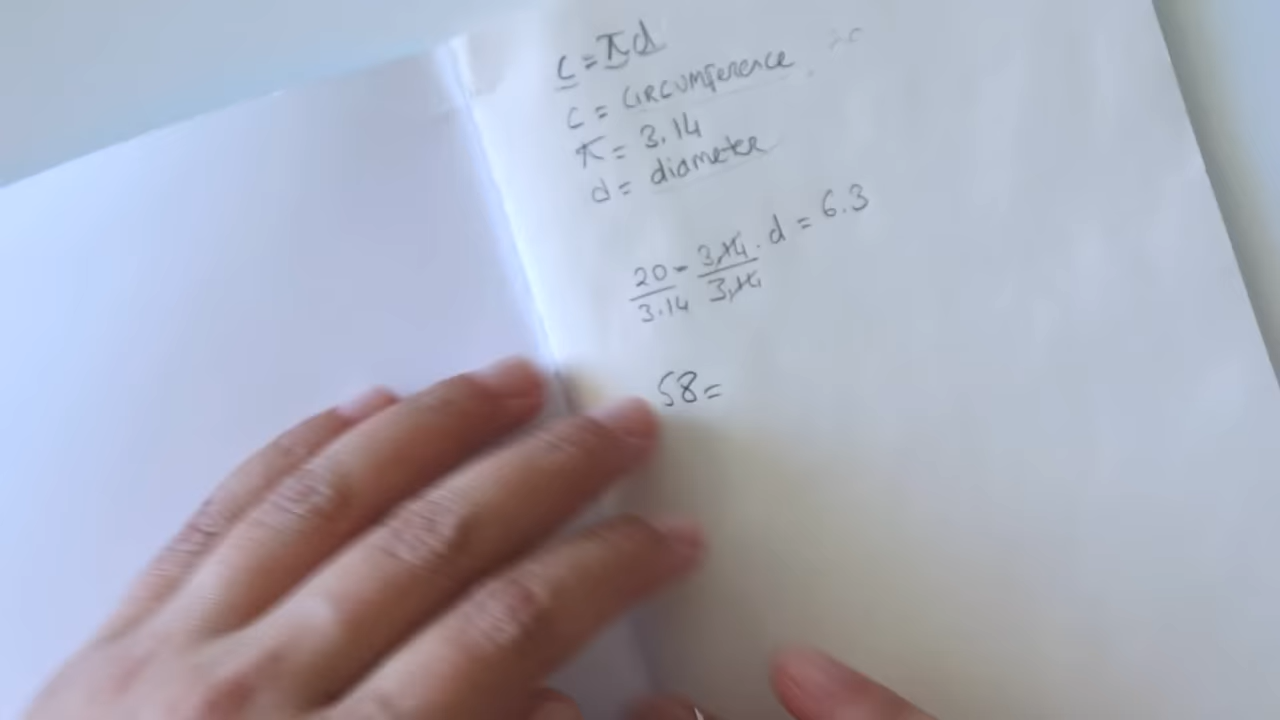 C = πd
C = CIRCUMference
π = 3.14
d = diameter
20/3.14 = 3.14/3.14 . d = 6.3
58 =